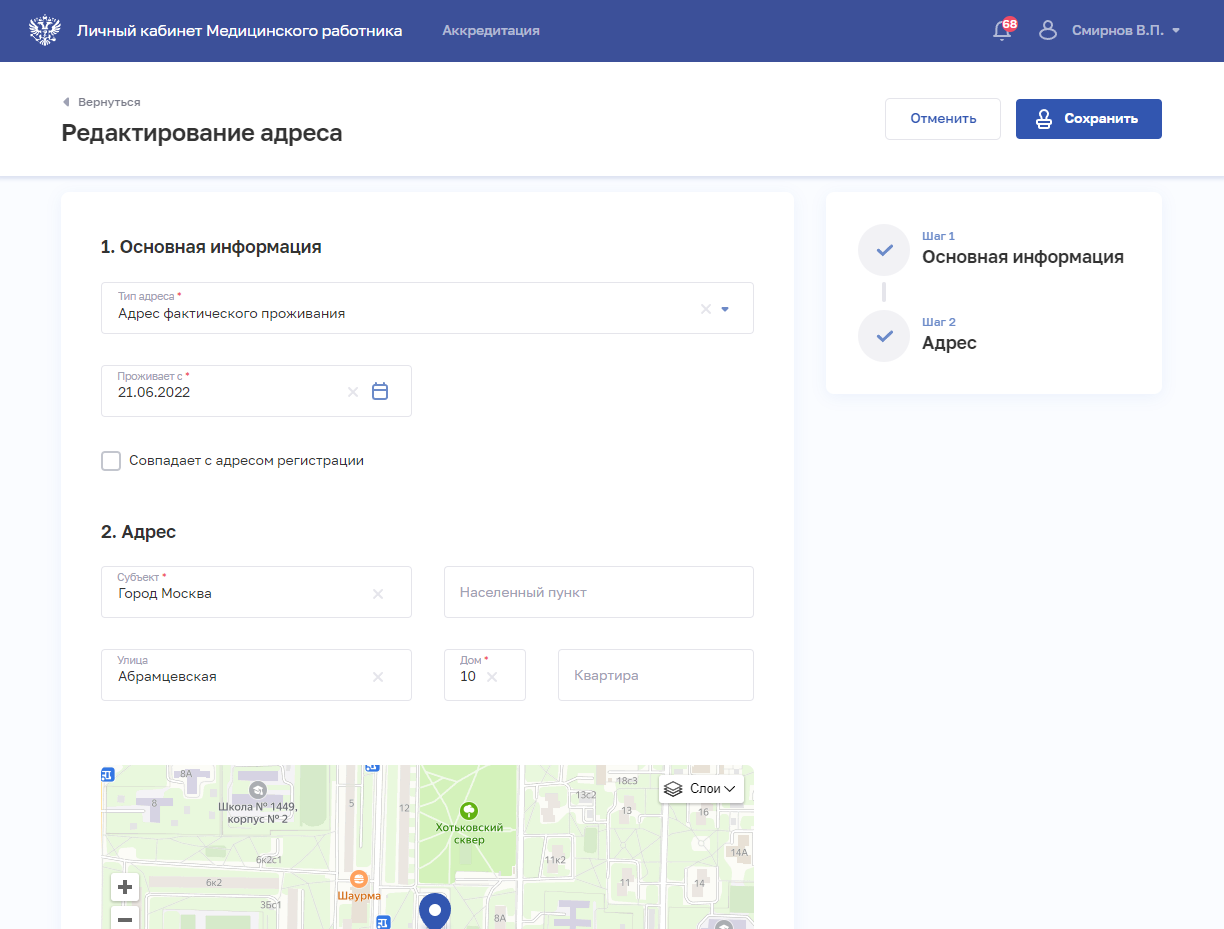 Личный кабинет Медицинского работника
Аккредитация
68
Смирнов В.П.
Вернуться
Редактирование адреса
Отменить
Сохранить
1. Основная информация
Тип адреса *
Адрес фактического проживания
Проживает с *
21.06.2022
Совпадает с адресом регистрации
2. Адрес
Субъект *
Город Москва
Населенный пункт
Улица
Абрамцевская
Дом *
10
Квартира
Шаг 1
Основная информация
Шаг 2
Адрес
8А
8
Школа № 1449,
корпус № 2
5
12
Хотьковский
сквер
13с2
18с3
13
Слои
16
14А
6к2с1
6к2
3Бс1
Шаурма
11к2
11
14
8А